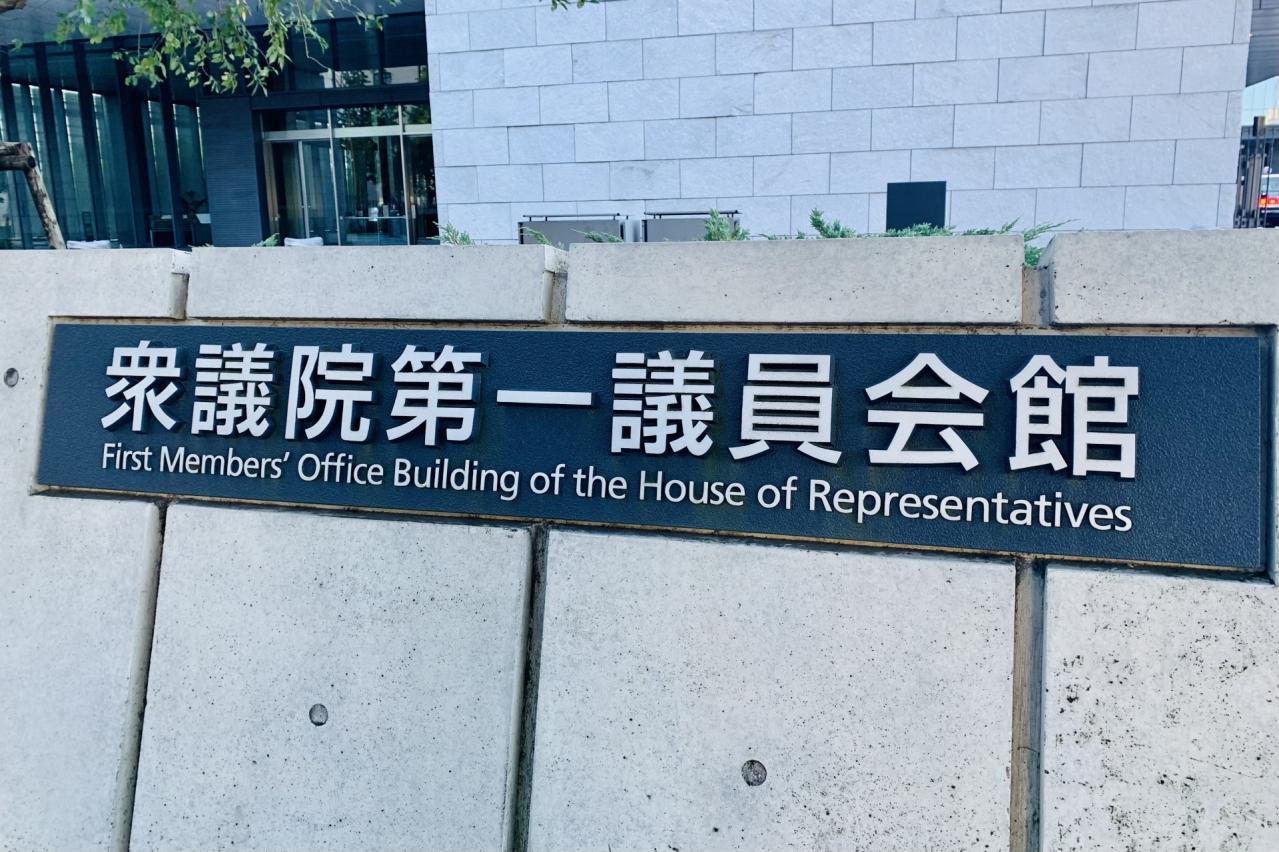 衆議院第一議員会館
First Members’ Office Building of the House of Representatives